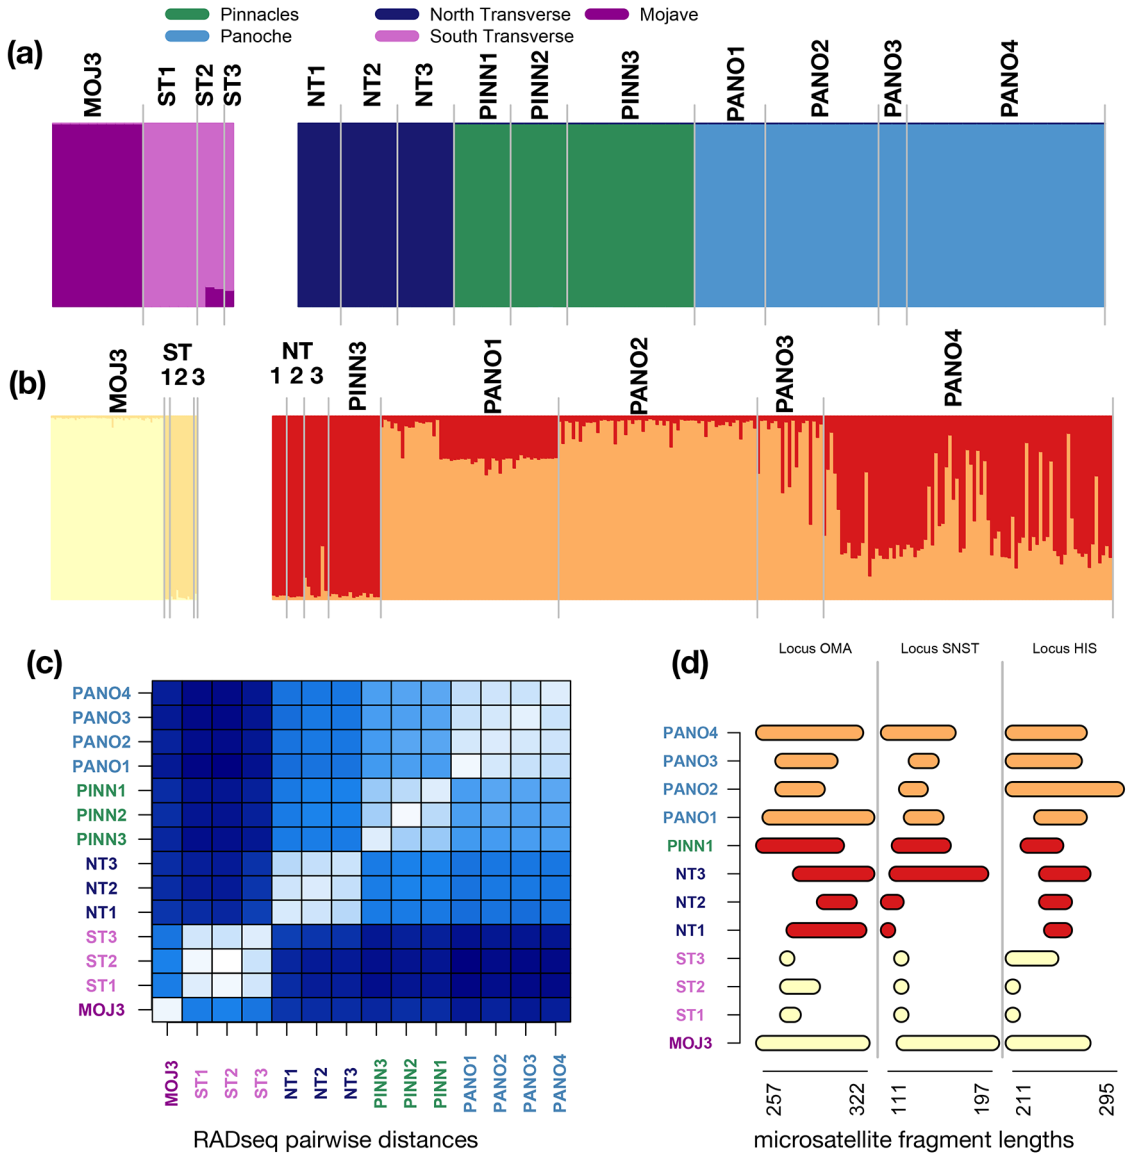 Pinnacles North Transverse Mojave
Panoche South Transverse
(a)
MOJ3 ST1 ST2 ST3 NT1 NT2 NT3 PINN1 PINN2 PINN3 PANO1 PANO2 PANO3 PANO4
(b)
MOJ3 ST NT PINN3 PANO1 PANO2 PANO3 PANO4
1 2 3 1 2 3
(c)
PANO4
PANO3
PANO2
PANO1
PINN1
PINN2
PINN3
NT3
NT2
NT1
ST3
ST2
ST1
MOJ3
MOJ3 ST1 ST2 ST3 NT1 NT2 NT3 PINN3 PINN2 PINN1 PANO1 PANO2 PANO3 PANO4
RADseq pairwise distances
(d)
Locus OMA Locus SNST Locus HIS
PANO4
PANO3
PANO2
PANO1
PINN1
NT3
NT2
NT1
ST3
ST2
ST1
MOJ3
257 322 111 197 211 295
microsatellite fragment lengths